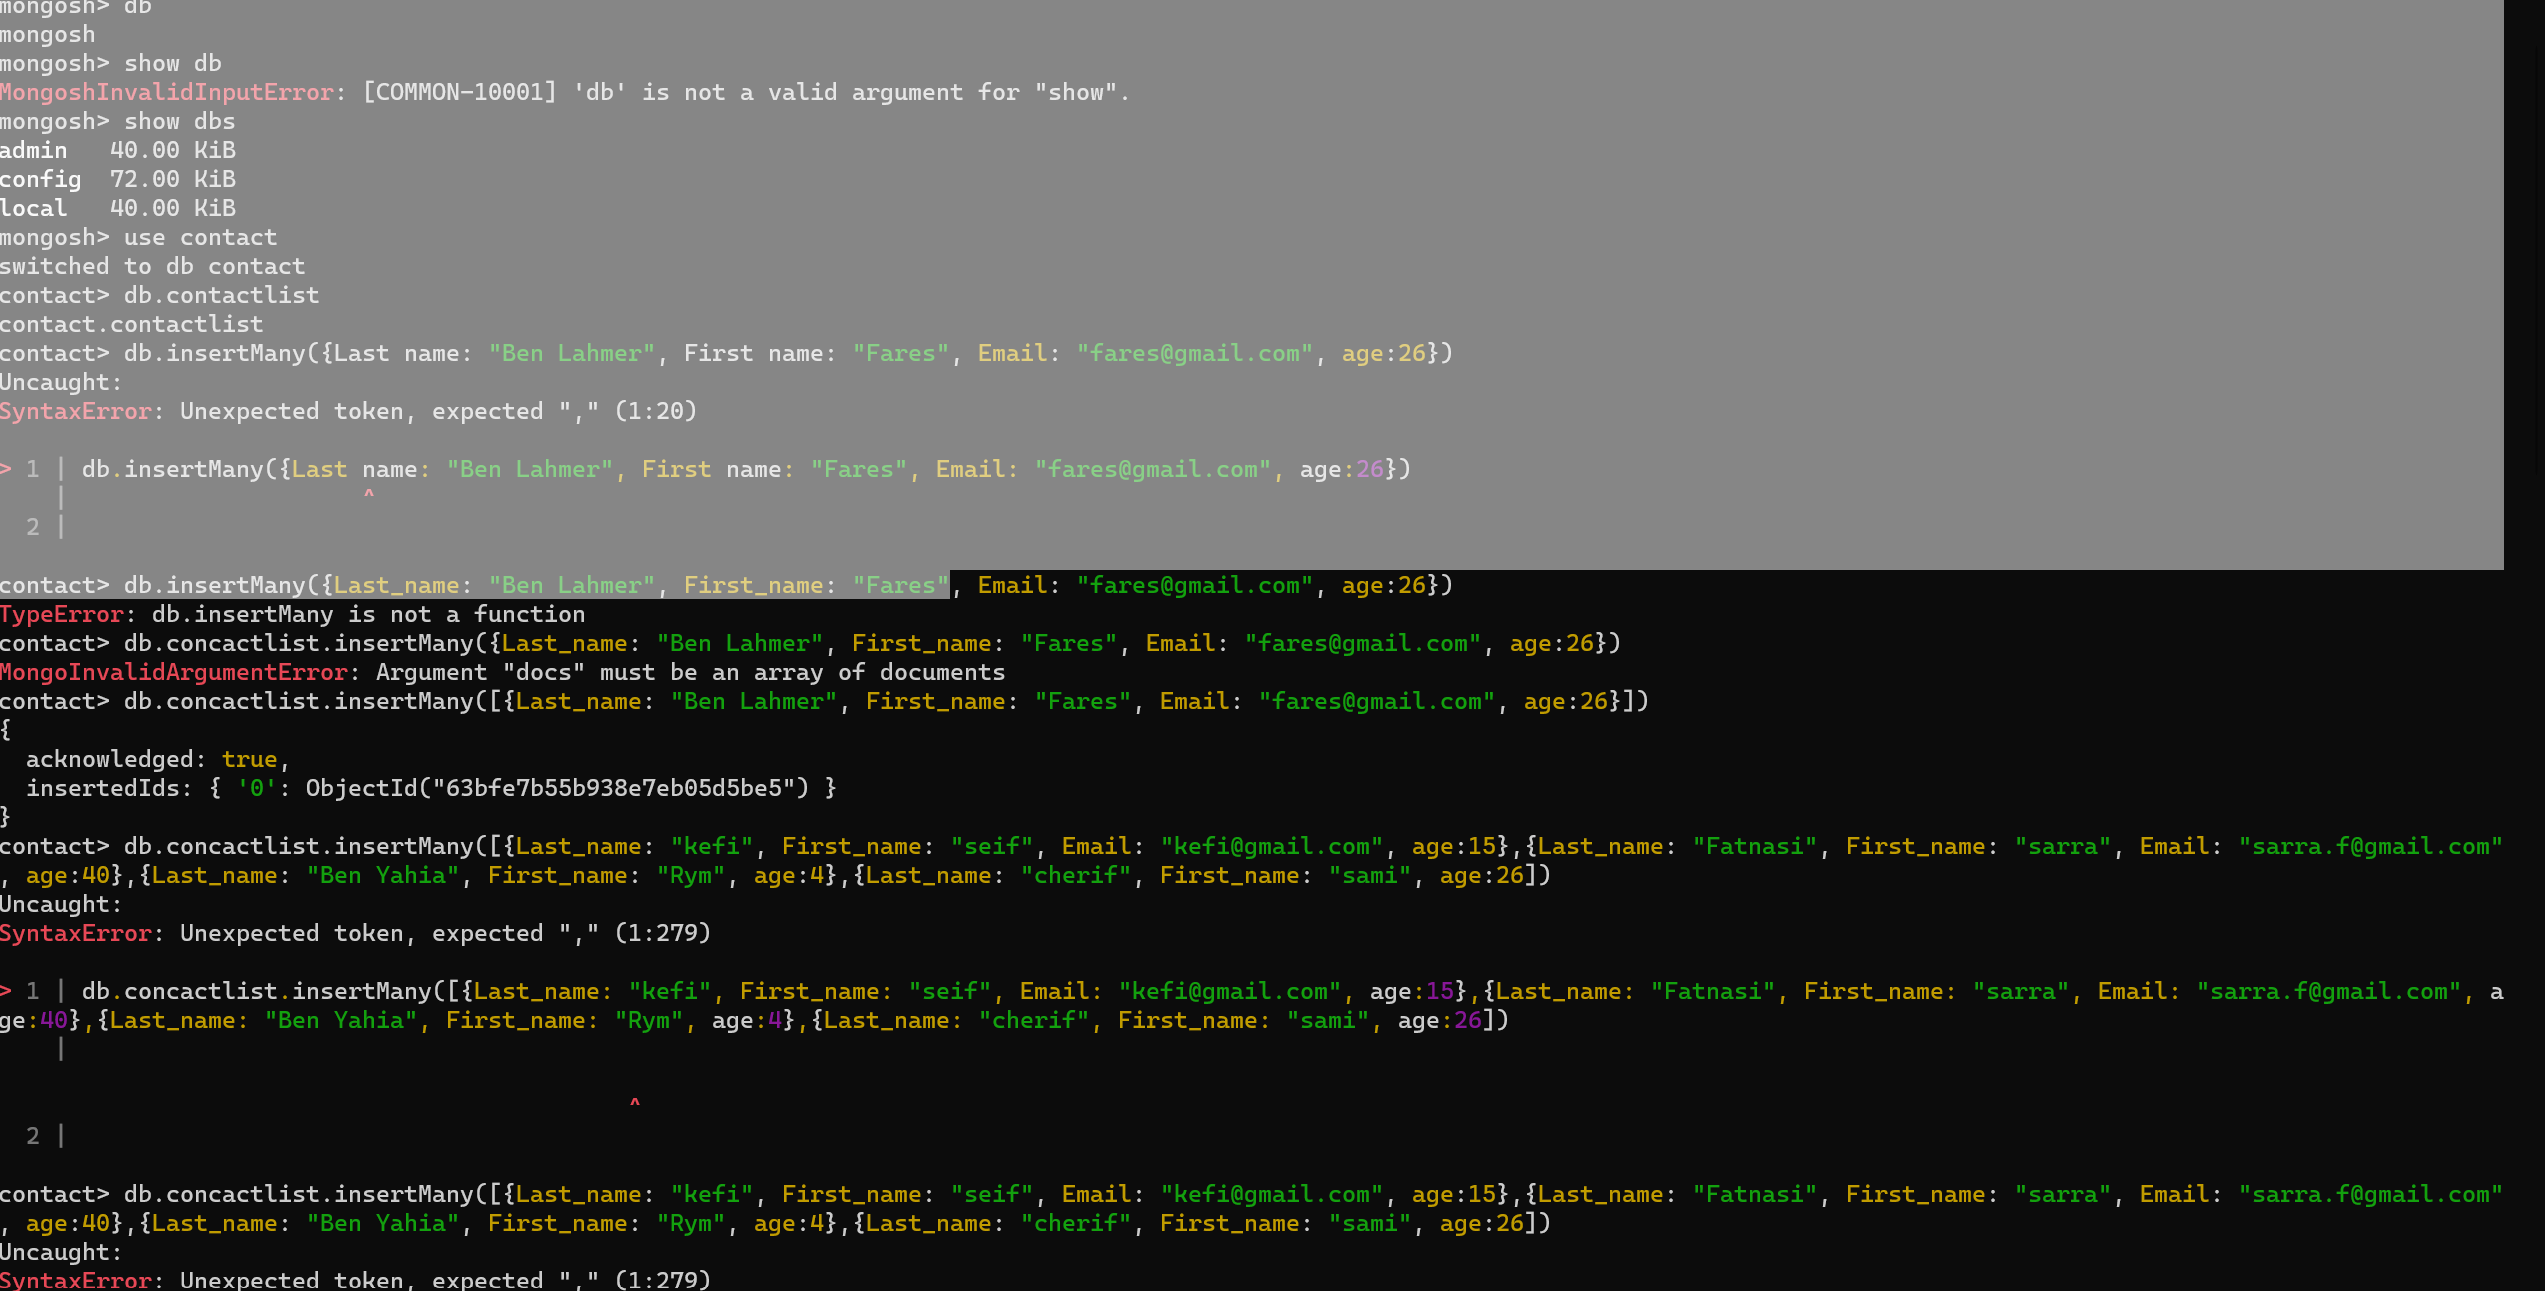 mongosh> db
mongosh
mongosh> show db
MongoshInvalidInputError: [COMMON-10001] 'db' is not a valid argument for "show".
mongosh> show dbs
admin   40.00 KiB
config  72.00 KiB
local   40.00 KiB
mongosh> use contact
switched to db contact
contact> db.contactlist
contact.contactlist
contact> db.insertMany({Last name: "Ben Lahmer", First name: "Fares", Email: "fares@gmail.com", age:26})
Uncaught:
SyntaxError: Unexpected token, expected "," (1:20)
> 1 | db.insertMany({Last name: "Ben Lahmer", First name: "Fares", Email: "fares@gmail.com", age:26})
    |                     ^
  2 |
contact> db.insertMany({Last_name: "Ben Lahmer", First_name: "Fares", Email: "fares@gmail.com", age:26})
TypeError: db.insertMany is not a function
contact> db.concactlist.insertMany({Last_name: "Ben Lahmer", First_name: "Fares", Email: "fares@gmail.com", age:26})
MongoInvalidArgumentError: Argument "docs" must be an array of documents
contact> db.concactlist.insertMany([{Last_name: "Ben Lahmer", First_name: "Fares", Email: "fares@gmail.com", age:26}])
{
  acknowledged: true,
  insertedIds: { '0': ObjectId("63bfe7b55b938e7eb05d5be5") }
}
contact> db.concactlist.insertMany([{Last_name: "kefi", First_name: "seif", Email: "kefi@gmail.com", age:15},{Last_name: "Fatnasi", First_name: "sarra", Email: "sarra.f@gmail.com"
, age:40},{Last_name: "Ben Yahia", First_name: "Rym", age:4},{Last_name: "cherif", First_name: "sami", age:26])
Uncaught:
SyntaxError: Unexpected token, expected "," (1:279)
> 1 | db.concactlist.insertMany([{Last_name: "kefi", First_name: "seif", Email: "kefi@gmail.com", age:15},{Last_name: "Fatnasi", First_name: "sarra", Email: "sarra.f@gmail.com", a
ge:40},{Last_name: "Ben Yahia", First_name: "Rym", age:4},{Last_name: "cherif", First_name: "sami", age:26])
    |
                                             ^
  2 |
contact> db.concactlist.insertMany([{Last_name: "kefi", First_name: "seif", Email: "kefi@gmail.com", age:15},{Last_name: "Fatnasi", First_name: "sarra", Email: "sarra.f@gmail.com"
, age:40},{Last_name: "Ben Yahia", First_name: "Rym", age:4},{Last_name: "cherif", First_name: "sami", age:26])
Uncaught:
SyntaxError: Unexpected token, expected "," (1:279)